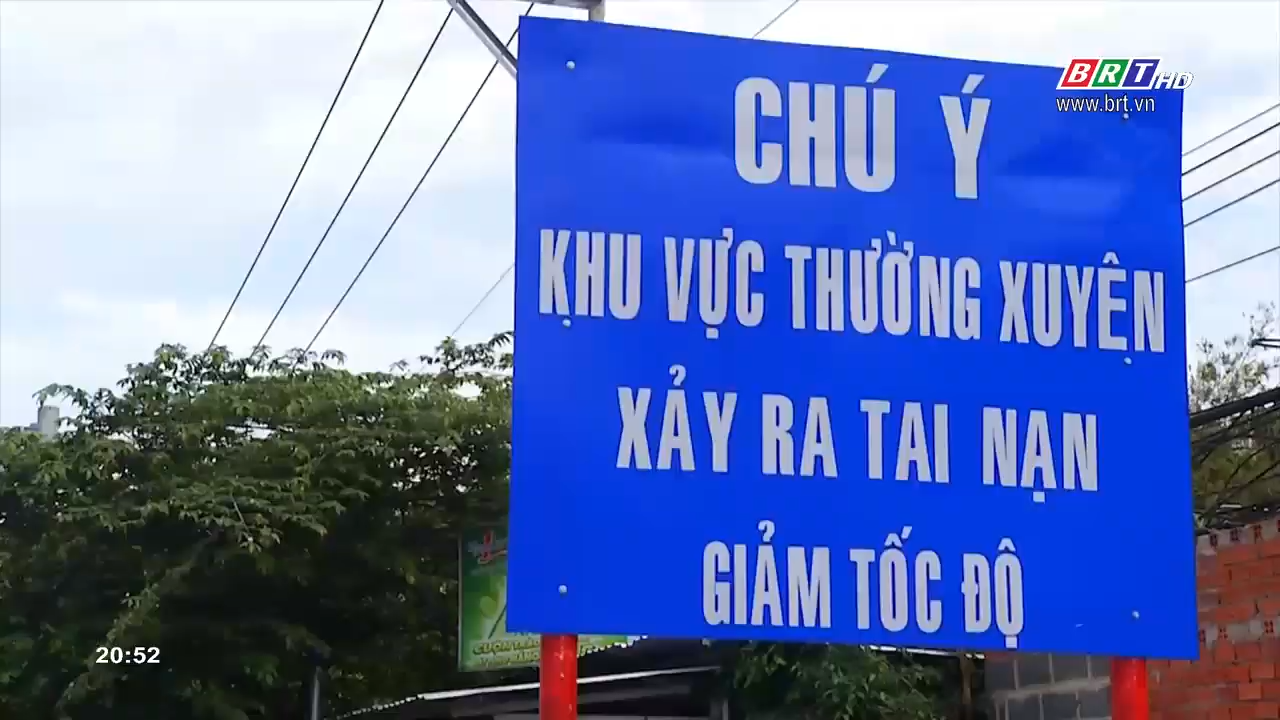 BRT HD
www.brt.vn
CHÚ Ý
KHU VỰC THƯỜNG XUYÊN
XẢY RA TAI NẠN
GIẢM TỐC ĐỘ
20:52